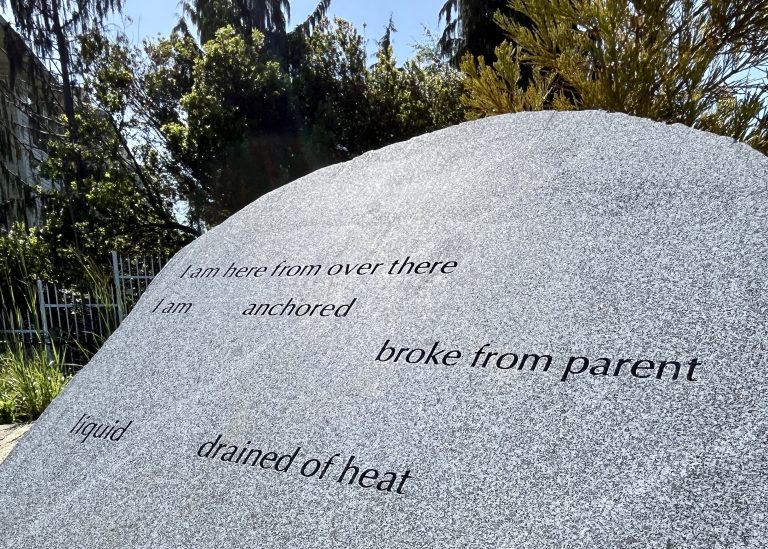 I am here from over there
I am anchored
broke from parent
liquid drained of heat